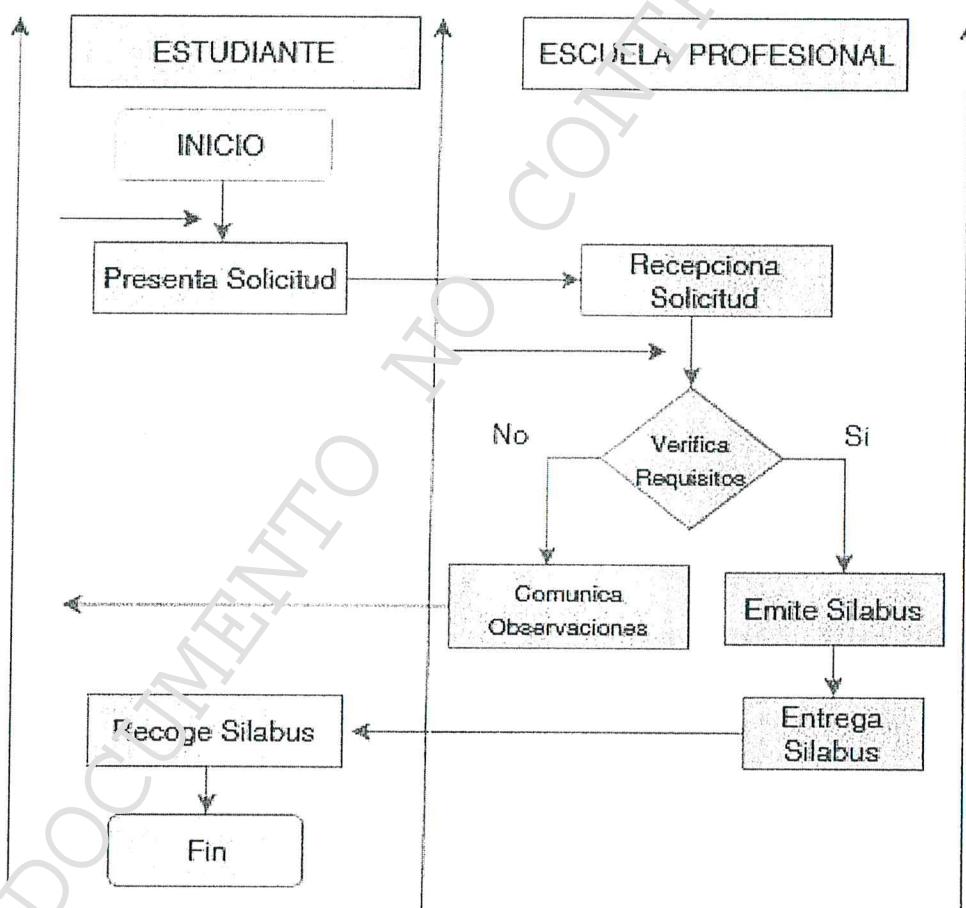 ESTUDIANTE
ESCUELA PROFESIONAL
INICIO
Presenta Solicitud
Recepciona
Solicitud
No
Verifica
Requisitos
Si
Comunica
Observaciones
Emite Silabus
Recoge Silabus
Entrega
Silabus
Fin
DOCUMENTO NO CONT